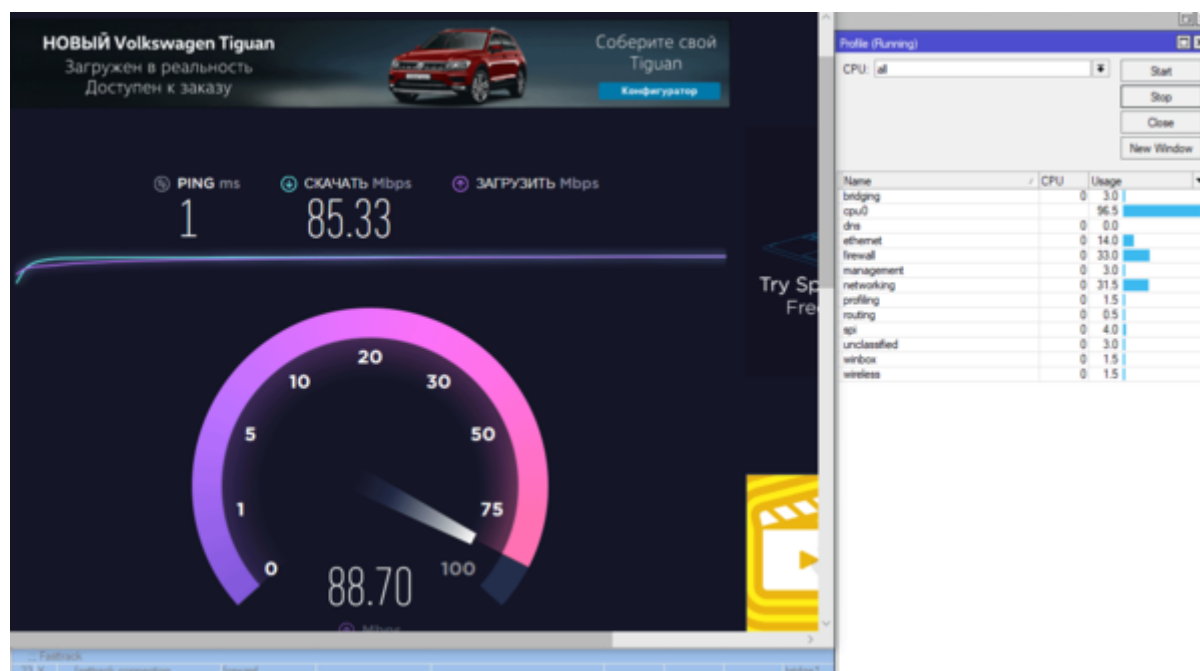 НОВЫЙ Volkswagen Tiguan
Загружен в реальность
Доступен к заказу
Соберите свой
Tiguan
Конфигуратор
PING ms
СКАЧАТЬ Mbps
ЗАГРУЗИТЬ Mbps
1
85.33
Try Sp
Free
0
1
5
10
20
30
50
75
100
88.70
Mbps
Profile (Running)
CPU: all
Start
Stop
Close
New Window
Name / CPU Usage
bridging 0 3.0
cpu0 96.5
dns 0 0.0
ethernet 0 14.0
firewall 0 33.0
management 0 3.0
networking 0 31.5
profiling 0 1.5
routing 0 0.5
spi 0 4.0
unclassified 0 3.0
winbox 0 1.5
wireless 0 1.5
;;; Fasttrack